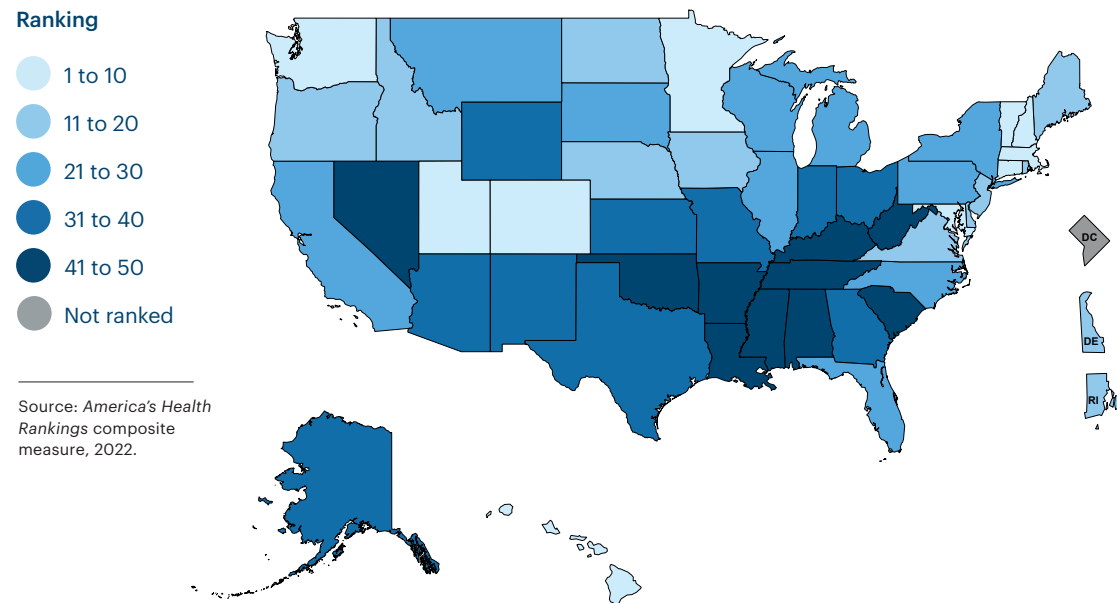 Ranking
1 to 10
11 to 20
21 to 30
31 to 40
41 to 50
Not ranked
Source: America's Health
Rankings composite
measure, 2022.
DC
DE
RI